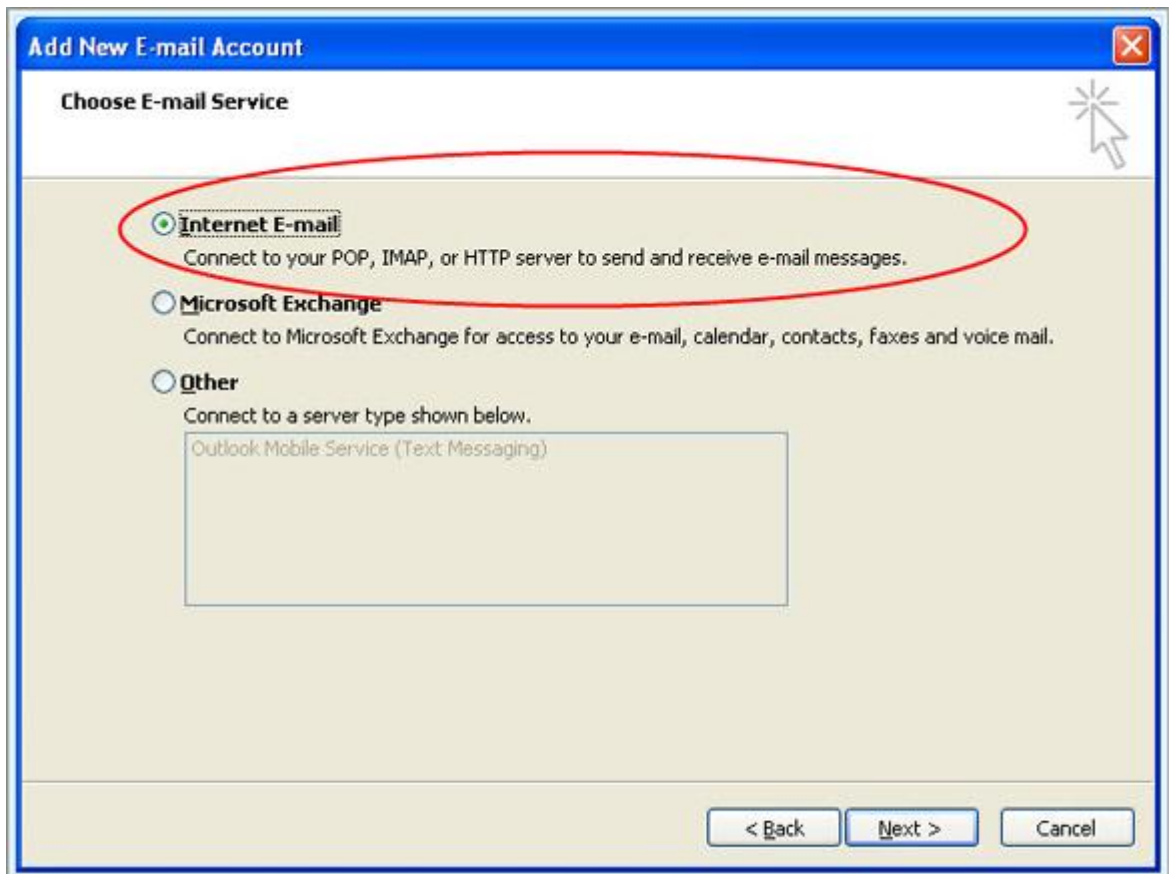 Add New E-mail Account
Choose E-mail Service
Internet E-mail
Connect to your POP, IMAP, or HTTP server to send and receive e-mail messages.
Microsoft Exchange
Connect to Microsoft Exchange for access to your e-mail, calendar, contacts, faxes and voice mail.
Other
Connect to a server type shown below.
Outlook Mobile Service (Text Messaging)
< Back
Next >
Cancel